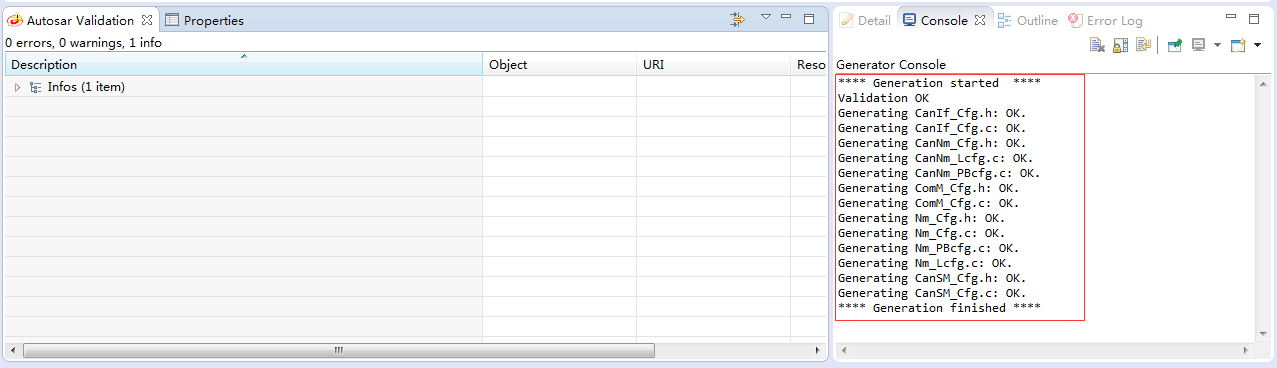 Autosar Validation
Properties
0 errors, 0 warnings, 1 info
Description
Object
URI
Reso
Infos (1 item)
Detail
Console
Outline
Error Log
Generator Console
**** Generation started  ****
Validation OK
Generating CanIf_Cfg.h: OK.
Generating CanIf_Cfg.c: OK.
Generating CanNm_Cfg.h: OK.
Generating CanNm_Lcfg.c: OK.
Generating CanNm_PBcfg.c: OK.
Generating ComM_Cfg.h: OK.
Generating ComM_Cfg.c: OK.
Generating Nm_Cfg.h: OK.
Generating Nm_Cfg.c: OK.
Generating Nm_PBcfg.c: OK.
Generating Nm_Lcfg.c: OK.
Generating CanSM_Cfg.h: OK.
Generating CanSM_Cfg.c: OK.
**** Generation finished ****